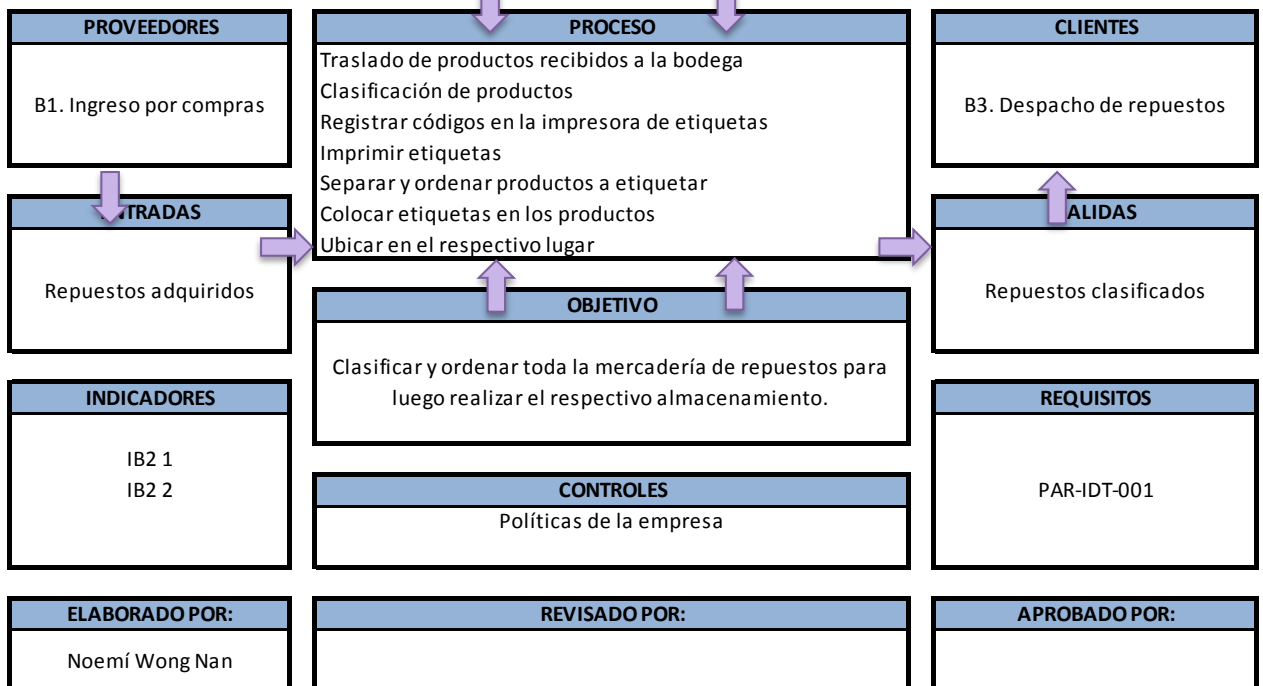 PROVEEDORES
B1. Ingreso por compras
PROCESO
Traslado de productos recibidos a la bodega
Clasificación de productos
Registrar códigos en la impresora de etiquetas
Imprimir etiquetas
Separar y ordenar productos a etiquetar
Colocar etiquetas en los productos
Ubicar en el respectivo lugar
CLIENTES
B3. Despacho de repuestos
NTRADAS
Repuestos adquiridos
OBJETIVO
Clasificar y ordenar toda la mercadería de repuestos para
luego realizar el respectivo almacenamiento.
ALIDAS
Repuestos clasificados
INDICADORES
IB2 1
IB2 2
CONTROLES
Políticas de la empresa
REQUISITOS
PAR-IDT-001
ELABORADO POR:
Noemí Wong Nan
REVISADO POR:
APROBADO POR: